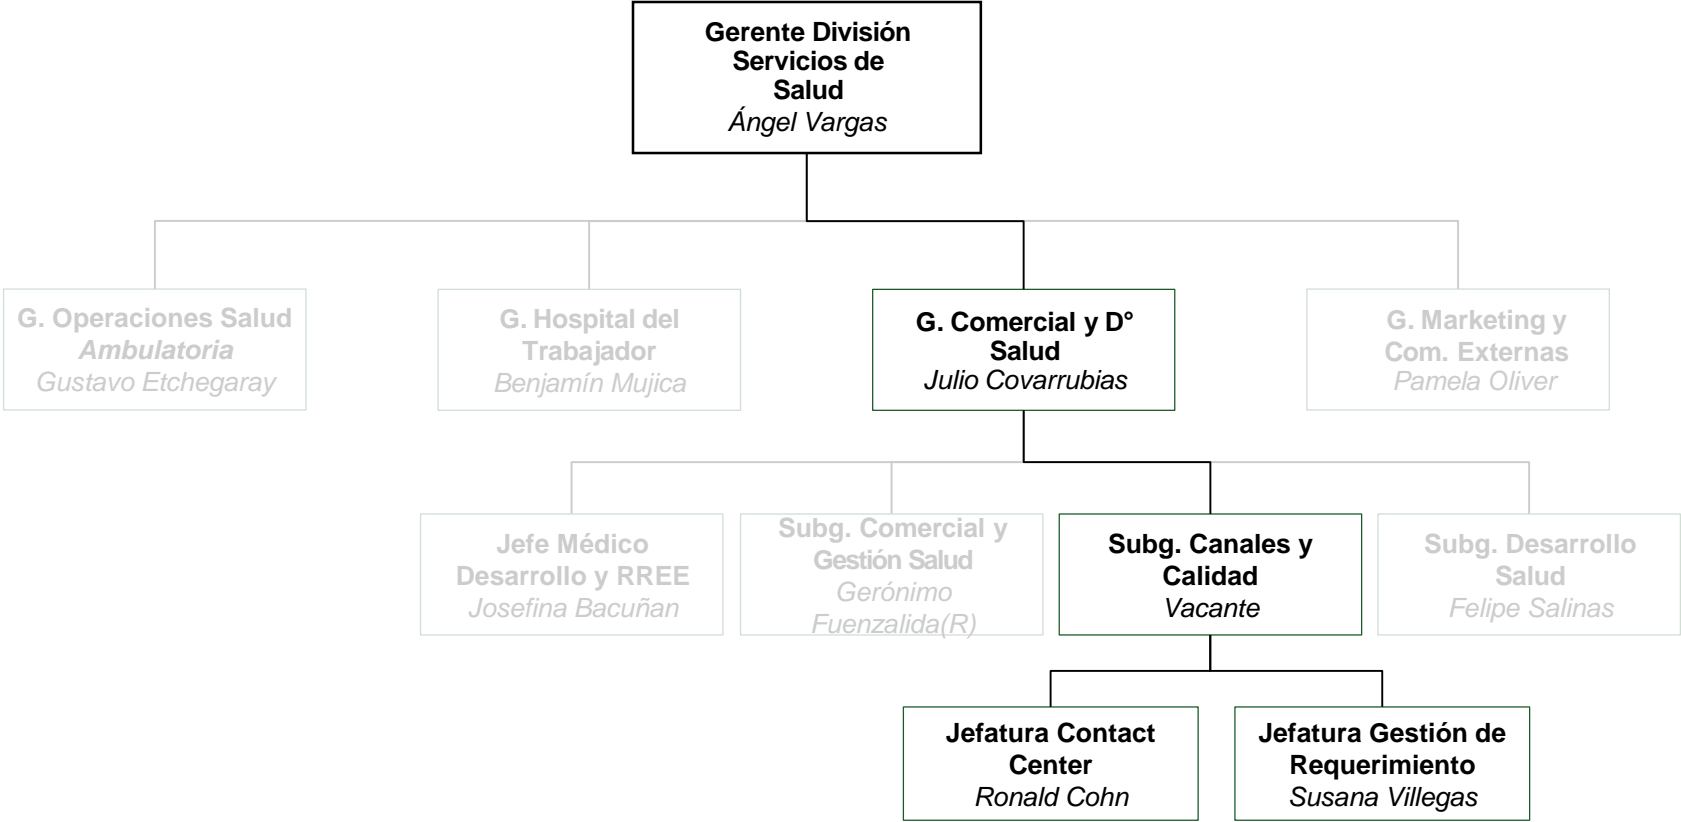 Gerente División
Servicios de
Salud
Ángel Vargas
G. Operaciones Salud
Ambulatoria
Gustavo Etchegaray
G. Hospital del
Trabajador
Benjamín Mujica
G. Comercial y D°
Salud
Julio Covarrubias
G. Marketing y
Com. Externas
Pamela Oliver
Jefe Médico
Desarrollo y RREE
Josefina Bacuñan
Subg. Comercial y
Gestión Salud
Gerónimo
Fuenzalida(R)
Subg. Canales y
Calidad
Vacante
Subg. Desarrollo
Salud
Felipe Salinas
Jefatura Contact
Center
Ronald Cohn
Jefatura Gestión de
Requerimiento
Susana Villegas